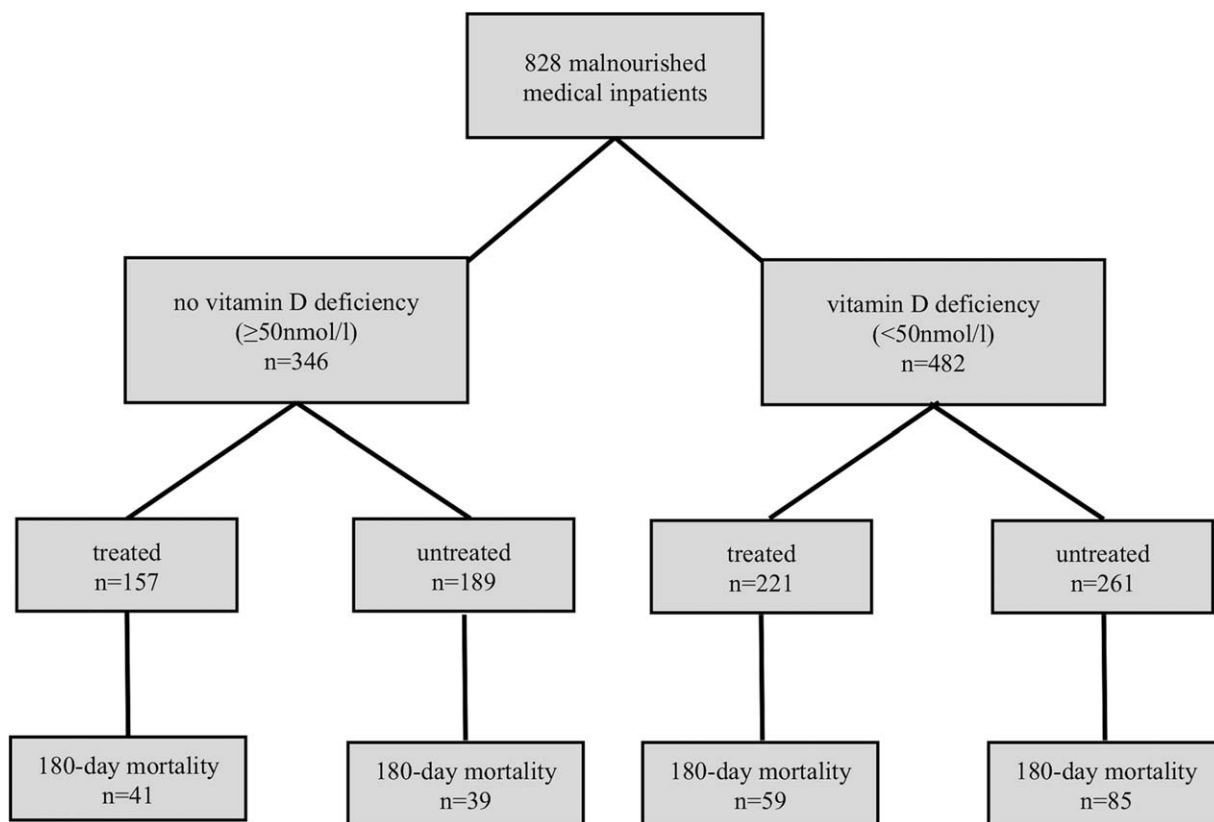 828 malnourished
medical inpatients
no vitamin D deficiency
(≥50nmol/l)
n=346
vitamin D deficiency
(<50nmol/l)
n=482
treated
n=157
untreated
n=189
treated
n=221
untreated
n=261
180-day mortality
n=41
180-day mortality
n=39
180-day mortality
n=59
180-day mortality
n=85